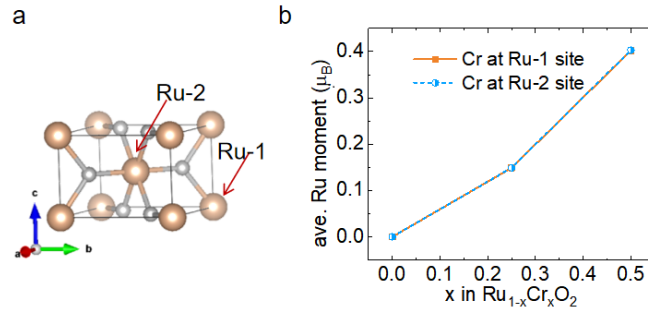 a
Ru-2
Ru-1
c
a
b
b
ave. Ru moment (μB)
0.4
0.3
0.2
0.1
0.0
Cr at Ru-1 site
Cr at Ru-2 site
0.0 0.1 0.2 0.3 0.4 0.5
x in Ru1-xCrxO2